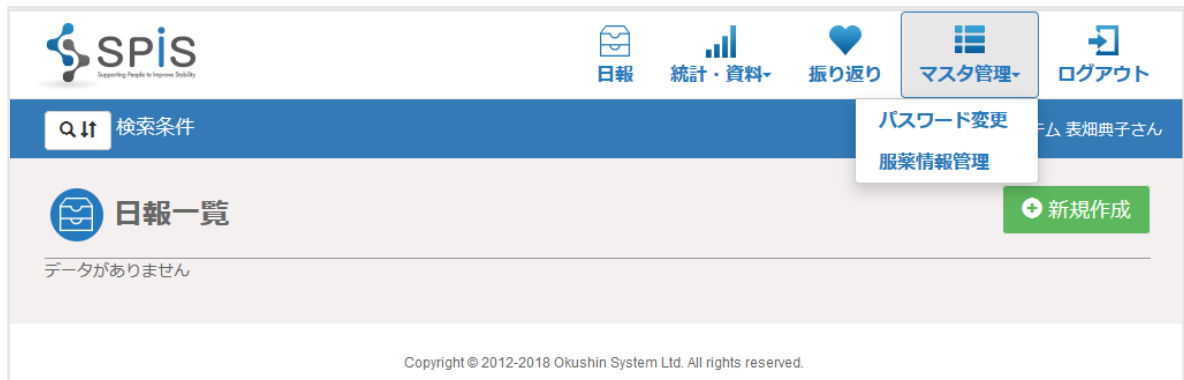 SPiS
Supporting People to Improve Stability
日報
統計・資料
振り返り
マスタ管理
ログアウト
パスワード変更
服薬情報管理
検索条件
テム 表畑典子さん
日報一覧
新規作成
データがありません
Copyright © 2012-2018 Okushin System Ltd. All rights reserved.